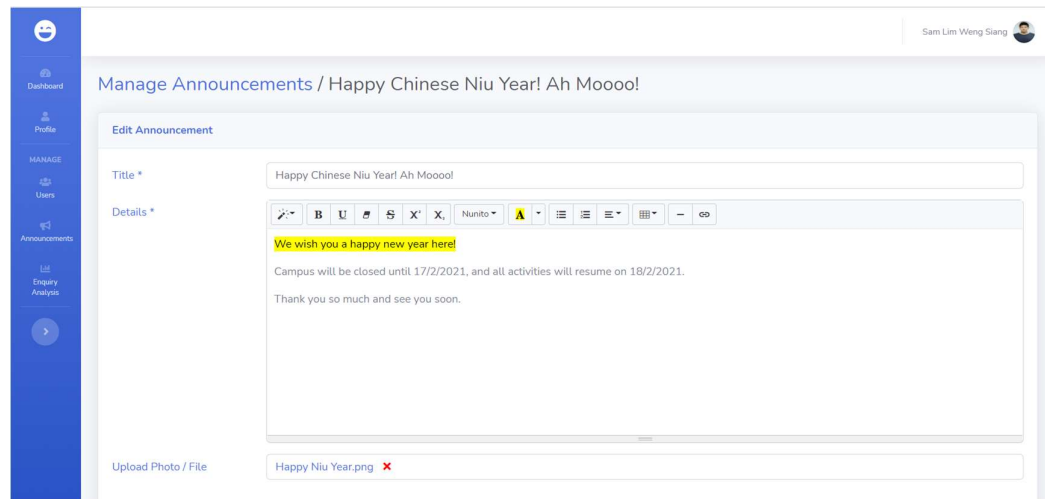 Sam Lim Weng Siang
Dashboard
Profile
MANAGE
Users
Announcements
Enquiry
Analysis
Manage Announcements / Happy Chinese Niu Year! Ah Moooo!
Edit Announcement
Title *
Happy Chinese Niu Year! Ah Moooo!
Details *
B U S X² X₂ Nunito A
We wish you a happy new year here!
Campus will be closed until 17/2/2021, and all activities will resume on 18/2/2021.
Thank you so much and see you soon.
Upload Photo / File
Happy Niu Year.png